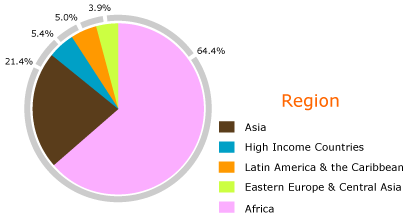 3.9%
5.0%
5.4%
21.4%
64.4%
Region
Asia
High Income Countries
Latin America & the Caribbean
Eastern Europe & Central Asia
Africa